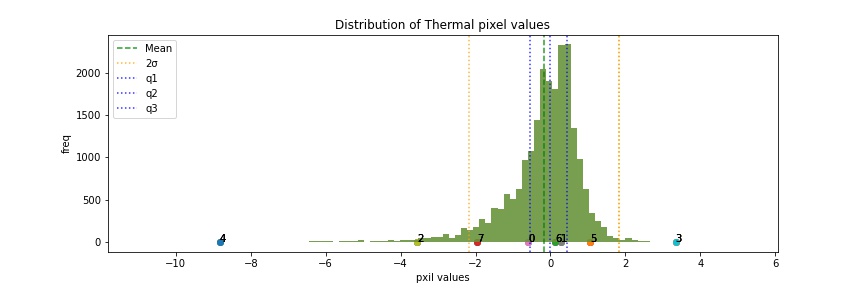 Distribution of Thermal pixel values
Mean
2σ
q1
q2
q3
freq
2000
1500
1000
500
0
4
2
7
0
6
1
5
3
−10
−8
−6
−4
−2
0
2
4
6
pxil values